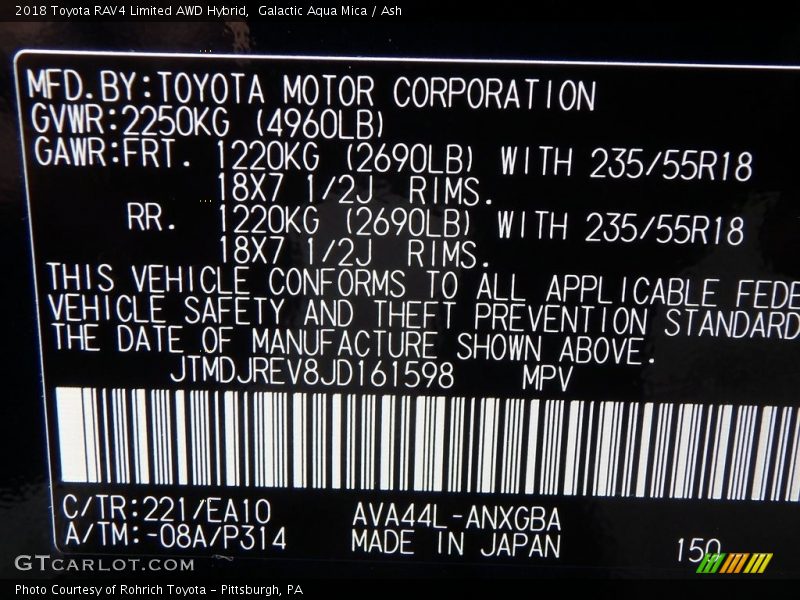 2018 Toyota RAV4 Limited AWD Hybrid,  Galactic Aqua Mica / Ash
MFD.BY:TOYOTA MOTOR CORPORATION
GVWR:2250KG (4960LB)
GAWR:FRT. 1220KG (2690LB) WITH 235/55R18
18X7 1/2J RIMS.
RR. 1220KG (2690LB) WITH 235/55R18
18X7 1/2J RIMS.
THIS VEHICLE CONFORMS TO ALL APPLICABLE FEDE
VEHICLE SAFETY AND THEFT PREVENTION STANDARD
THE DATE OF MANUFACTURE SHOWN ABOVE.
JTMDJREV8JD161598 MPV
C/TR:221/EA10 AVA44L-ANXGBA
A/TM:-08A/P314 MADE IN JAPAN 150
GTCARLOT.COM
Photo Courtesy of Rohrich Toyota - Pittsburgh, PA